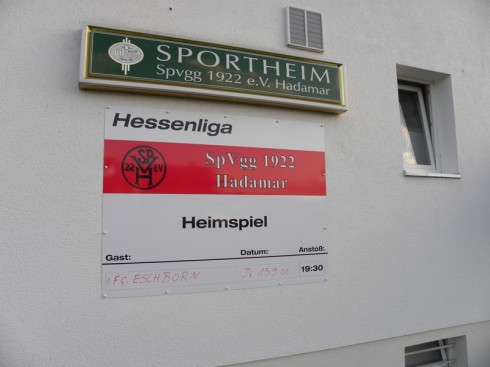 SPORTHEIM
Spvgg 1922 e.V. Hadamar
Hessenliga
SpVgg 1922
Hadamar
Heimspiel
Gast: Datum: Anstoß:
1 FC. ESCHBORN 19:30